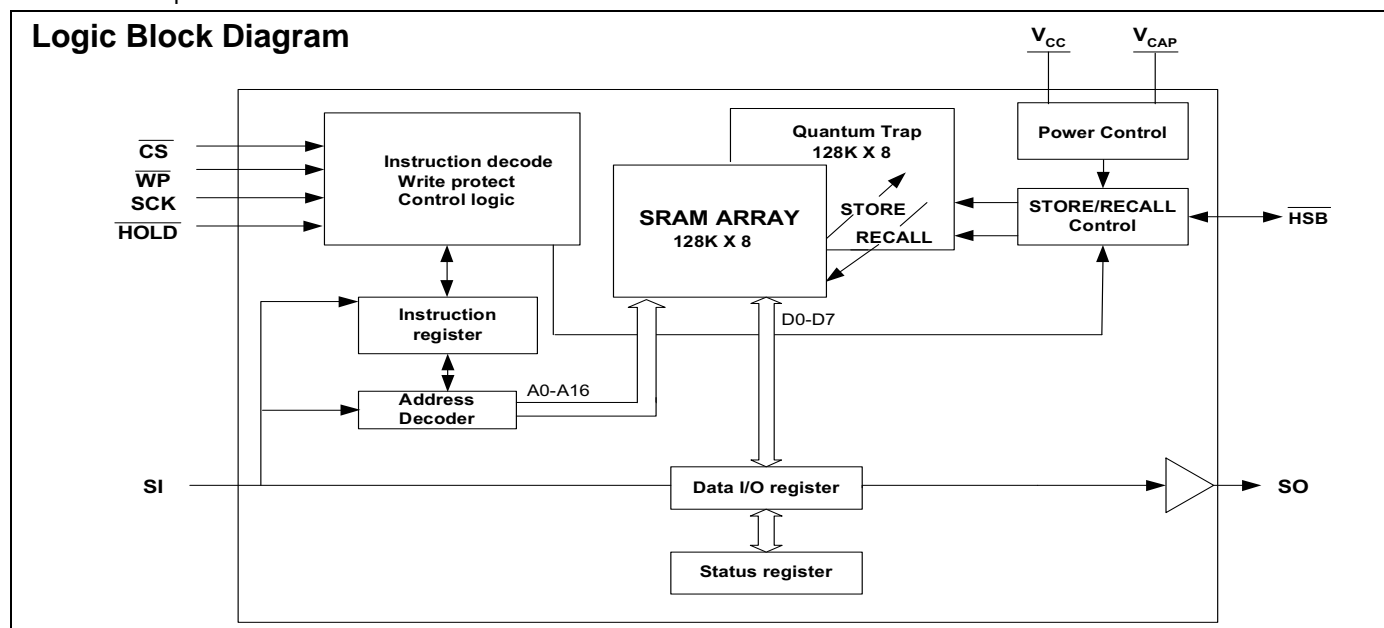 Logic Block Diagram
VCC
VCAP
Quantum Trap
128K X 8
Power Control
CS
WP
SCK
HOLD
Instruction decode
Write protect
Control logic
SRAM ARRAY
128K X 8
STORE
RECALL
STORE/RECALL
Control
HSB
Instruction
register
D0-D7
Address
Decoder
A0-A16
SI
Data I/O register
SO
Status register